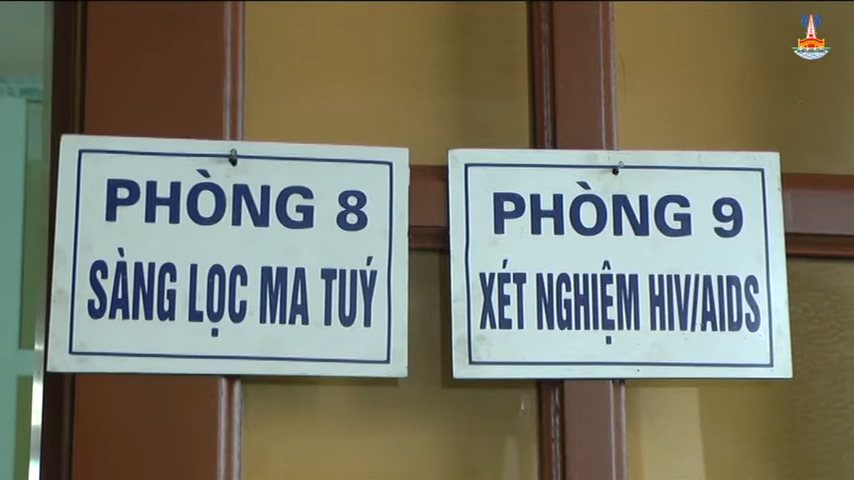 PHÒNG 8
SÀNG LỌC MA TUÝ
PHÒNG 9
XÉT NGHIỆM HIV/AIDS